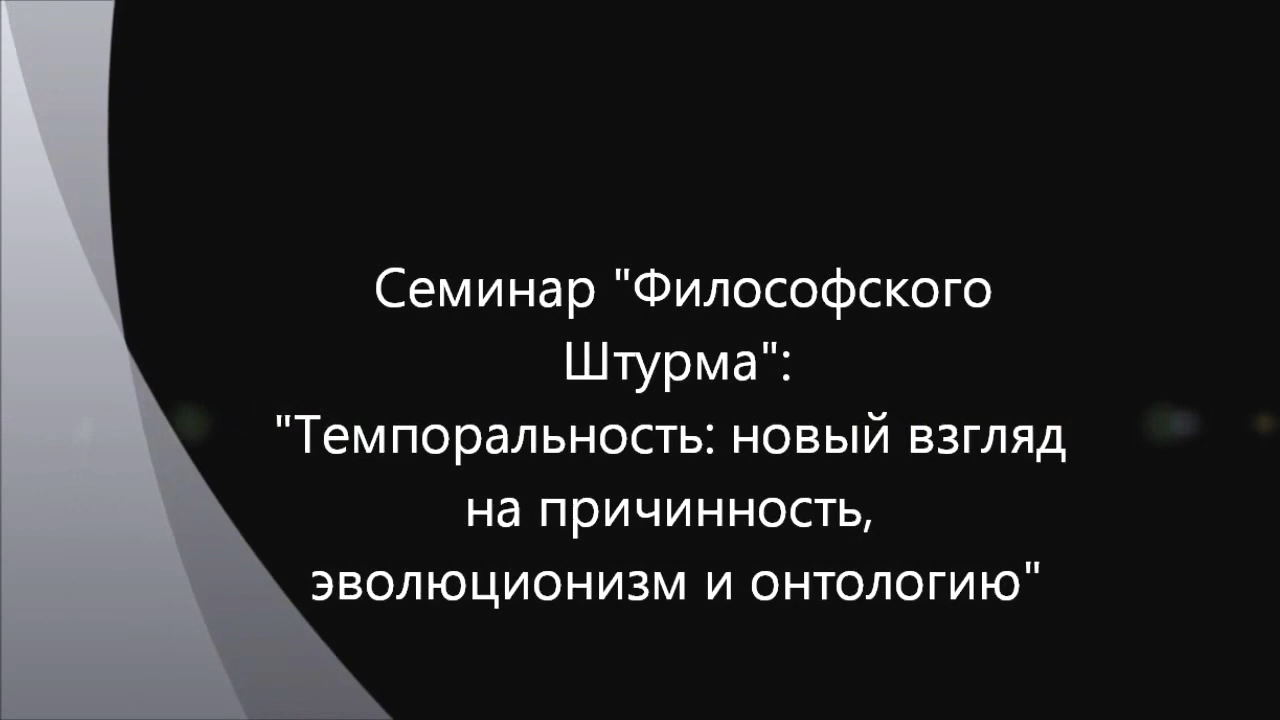 Семинар "Философского
Штурма":
"Темпоральность: новый взгляд
на причинность,
эволюционизм и онтологию"